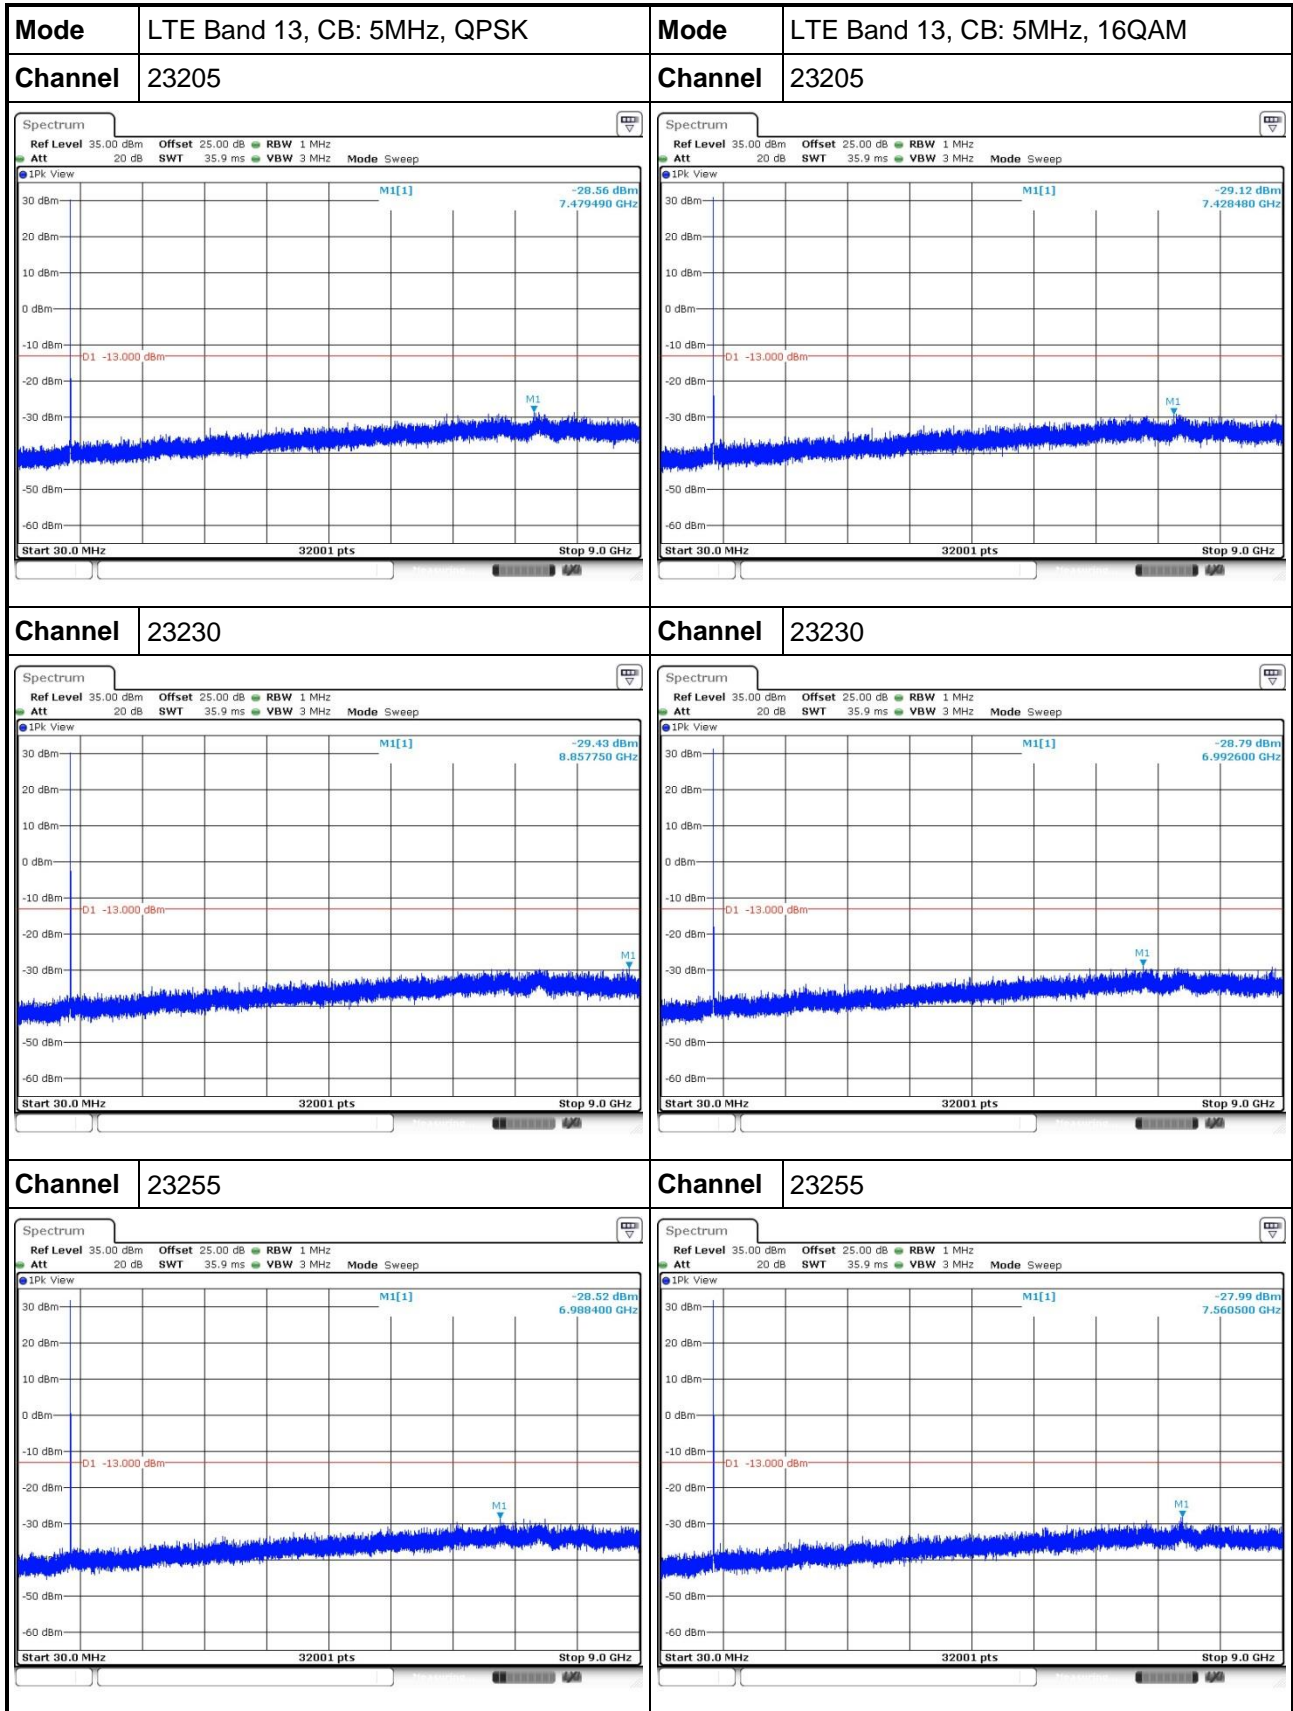 Mode LTE Band 13, CB: 5MHz, QPSK Mode LTE Band 13, CB: 5MHz, 16QAM
Channel 23205 Channel 23205
Spectrum
Ref Level 35.00 dBm Offset 25.00 dB RBW 1 MHz
Att 20 dB SWT 35.9 ms VBW 3 MHz Mode Sweep
1Pk View
M1[1] -28.56 dBm
7.479490 GHz
30 dBm
20 dBm
10 dBm
0 dBm
-10 dBm
D1 -13.000 dBm
-20 dBm
M1
-30 dBm
-50 dBm
-60 dBm
Start 30.0 MHz 32001 pts Stop 9.0 GHz
Spectrum
Ref Level 35.00 dBm Offset 25.00 dB RBW 1 MHz
Att 20 dB SWT 35.9 ms VBW 3 MHz Mode Sweep
1Pk View
M1[1] -29.12 dBm
7.428480 GHz
30 dBm
20 dBm
10 dBm
0 dBm
-10 dBm
D1 -13.000 dBm
-20 dBm
M1
-30 dBm
-50 dBm
-60 dBm
Start 30.0 MHz 32001 pts Stop 9.0 GHz
Channel 23230 Channel 23230
Spectrum
Ref Level 35.00 dBm Offset 25.00 dB RBW 1 MHz
Att 20 dB SWT 35.9 ms VBW 3 MHz Mode Sweep
1Pk View
M1[1] -29.43 dBm
8.857750 GHz
30 dBm
20 dBm
10 dBm
0 dBm
-10 dBm
D1 -13.000 dBm
-20 dBm
M1
-30 dBm
-50 dBm
-60 dBm
Start 30.0 MHz 32001 pts Stop 9.0 GHz
Spectrum
Ref Level 35.00 dBm Offset 25.00 dB RBW 1 MHz
Att 20 dB SWT 35.9 ms VBW 3 MHz Mode Sweep
1Pk View
M1[1] -28.79 dBm
6.992600 GHz
30 dBm
20 dBm
10 dBm
0 dBm
-10 dBm
D1 -13.000 dBm
-20 dBm
M1
-30 dBm
-50 dBm
-60 dBm
Start 30.0 MHz 32001 pts Stop 9.0 GHz
Channel 23255 Channel 23255
Spectrum
Ref Level 35.00 dBm Offset 25.00 dB RBW 1 MHz
Att 20 dB SWT 35.9 ms VBW 3 MHz Mode Sweep
1Pk View
M1[1] -28.52 dBm
6.988400 GHz
30 dBm
20 dBm
10 dBm
0 dBm
-10 dBm
D1 -13.000 dBm
-20 dBm
M1
-30 dBm
-50 dBm
-60 dBm
Start 30.0 MHz 32001 pts Stop 9.0 GHz
Spectrum
Ref Level 35.00 dBm Offset 25.00 dB RBW 1 MHz
Att 20 dB SWT 35.9 ms VBW 3 MHz Mode Sweep
1Pk View
M1[1] -27.99 dBm
7.560500 GHz
30 dBm
20 dBm
10 dBm
0 dBm
-10 dBm
D1 -13.000 dBm
-20 dBm
M1
-30 dBm
-50 dBm
-60 dBm
Start 30.0 MHz 32001 pts Stop 9.0 GHz